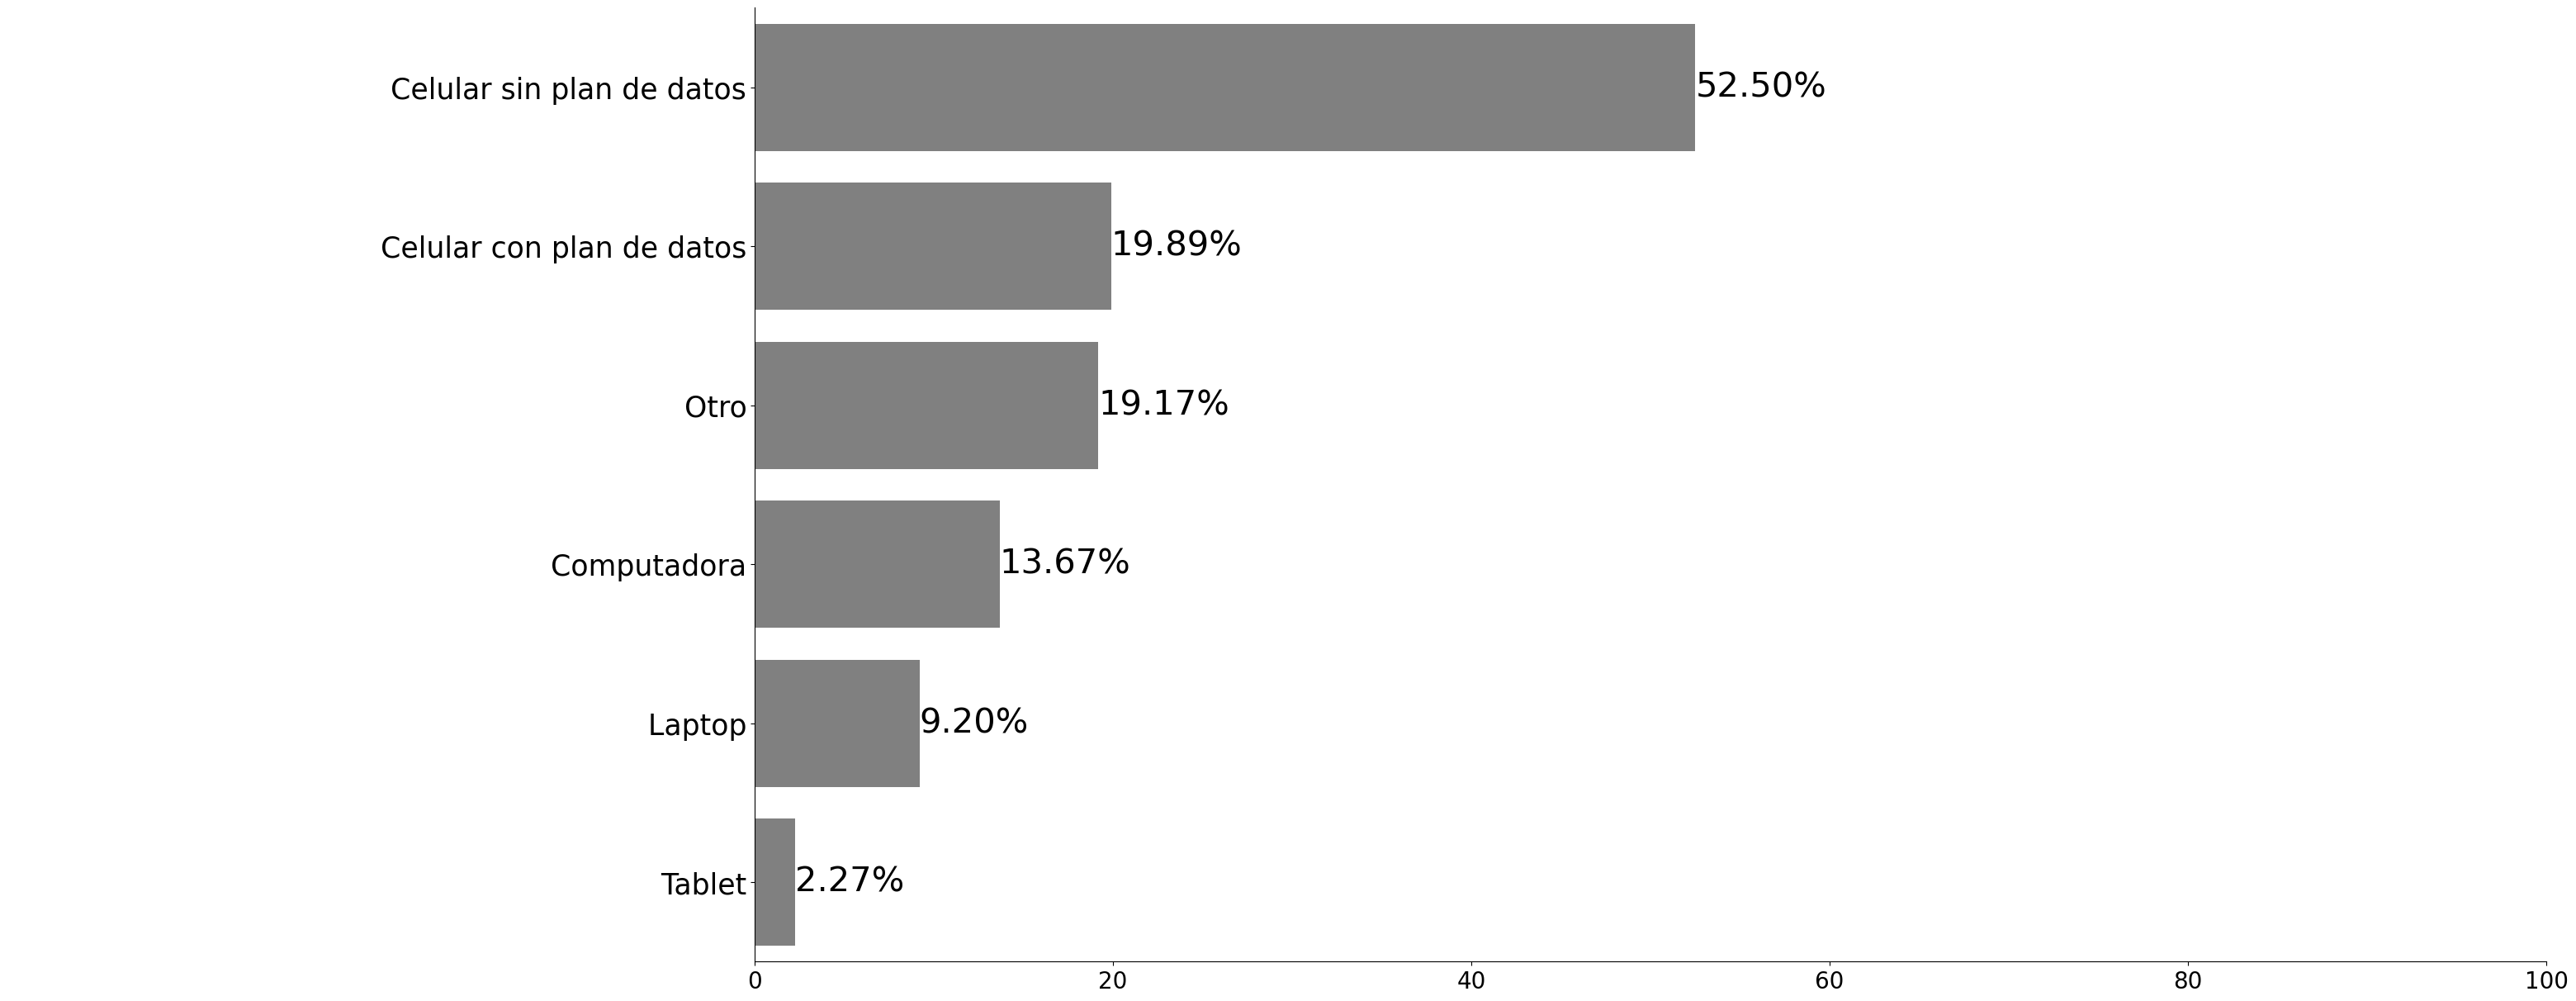 Celular sin plan de datos 52.50%
Celular con plan de datos 19.89%
Otro 19.17%
Computadora 13.67%
Laptop 9.20%
Tablet 2.27%
0 20 40 60 80 100